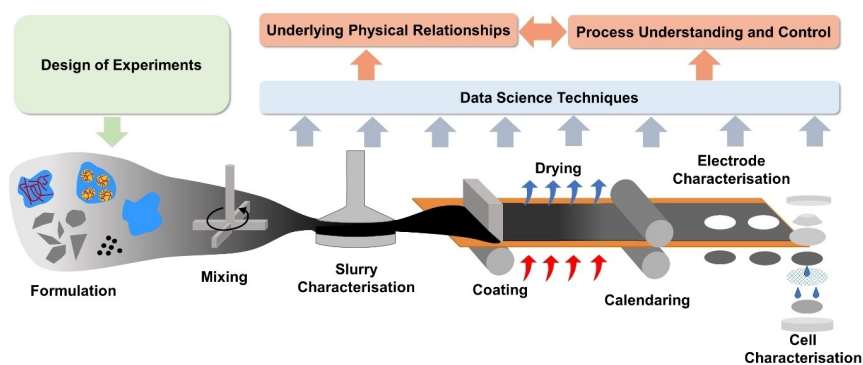 Design of Experiments
Underlying Physical Relationships
Process Understanding and Control
Data Science Techniques
Drying
Electrode
Characterisation
Formulation
Mixing
Slurry
Characterisation
Coating
Calendaring
Cell
Characterisation